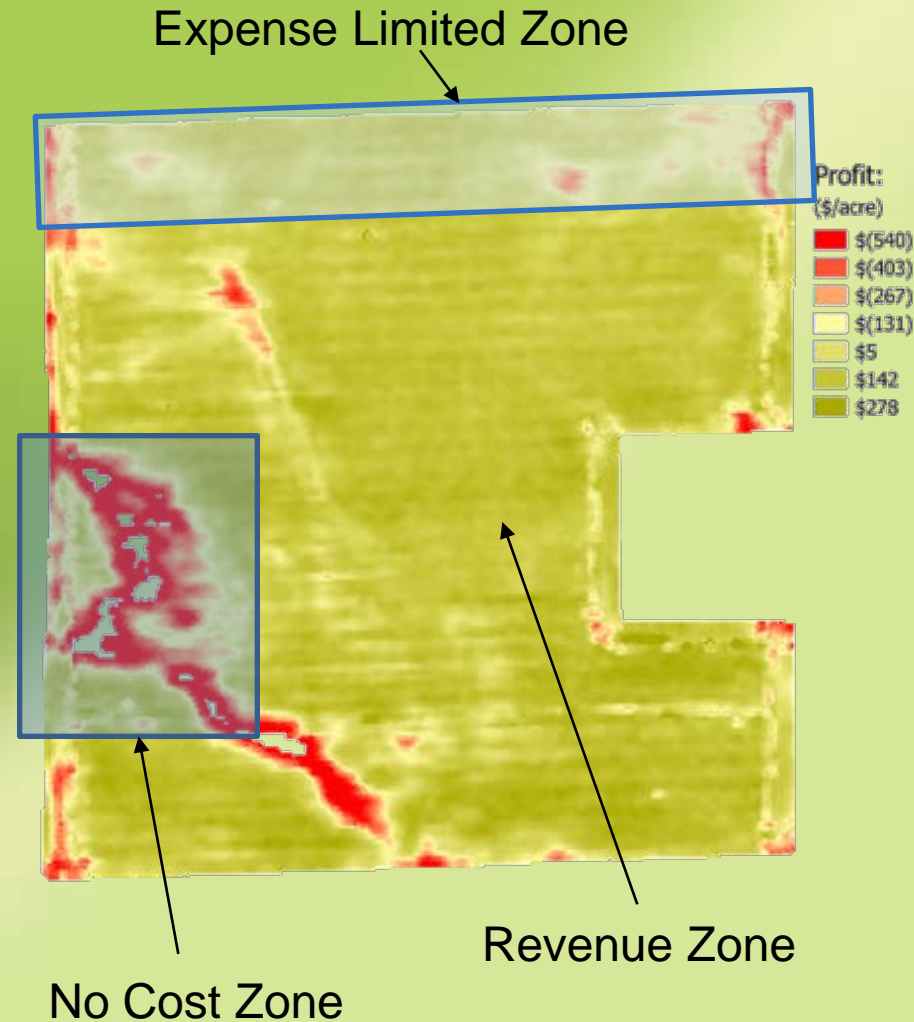 Expense Limited Zone
Profit:
($/acre)
$(540)
$(403)
$(267)
$(131)
$5
$142
$278
Revenue Zone
No Cost Zone